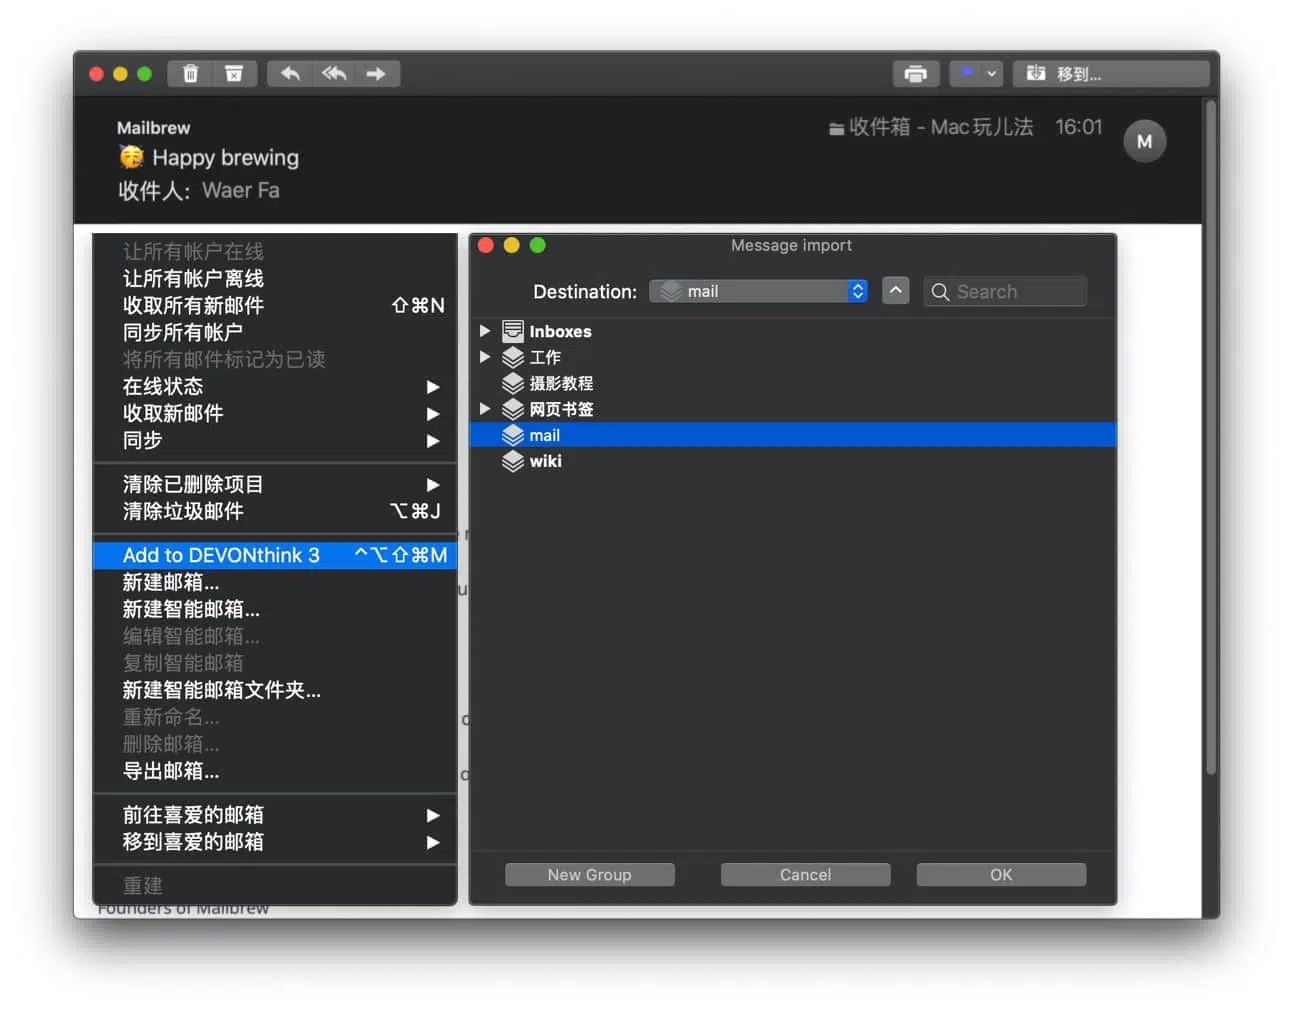 移到...
Mailbrew
收件箱 - Mac玩儿法 16:01
M
🥳 Happy brewing
收件人: Waer Fa
让所有帐户在线
让所有帐户离线
收取所有新邮件 ⇧⌘N
同步所有帐户
将所有邮件标记为已读
在线状态 ▶
收取新邮件 ▶
同步 ▶
清除已删除项目 ▶
清除垃圾邮件 ⌥⌘J
Add to DEVONthink 3 ^⌥⇧⌘M
新建邮箱...
新建智能邮箱...
编辑智能邮箱...
复制智能邮箱
新建智能邮箱文件夹...
重新命名...
删除邮箱...
导出邮箱...
前往喜爱的邮箱 ▶
移到喜爱的邮箱 ▶
重建
Founders of Mailbrew
Message import
Destination: mail
Search
Inboxes
工作
摄影教程
网页书签
mail
wiki
New Group Cancel OK